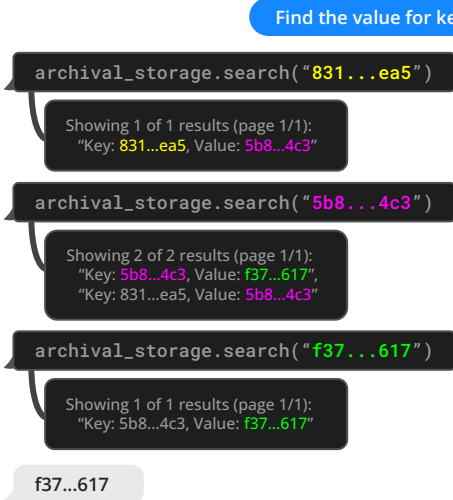 Find the value for ke
archival_storage.search(“831...ea5”)
Showing 1 of 1 results (page 1/1):
“Key: 831...ea5, Value: 5b8...4c3”
archival_storage.search(“5b8...4c3”)
Showing 2 of 2 results (page 1/1):
“Key: 5b8...4c3, Value: f37...617”,
“Key: 831...ea5, Value: 5b8...4c3”
archival_storage.search(“f37...617”)
Showing 1 of 1 results (page 1/1):
“Key: 5b8...4c3, Value: f37...617”
f37...617